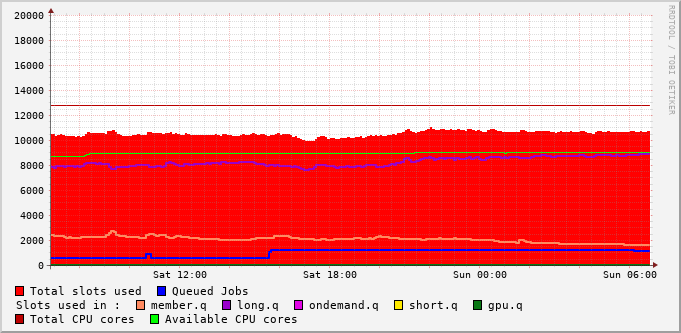 RRDTOOL / TOBI OETIKER
20000
18000
16000
14000
12000
10000
8000
6000
4000
2000
0
Sat 12:00 Sat 18:00 Sun 00:00 Sun 06:00
Total slots used Queued Jobs
Slots used in : member.q long.q ondemand.q short.q gpu.q
Total CPU cores Available CPU cores